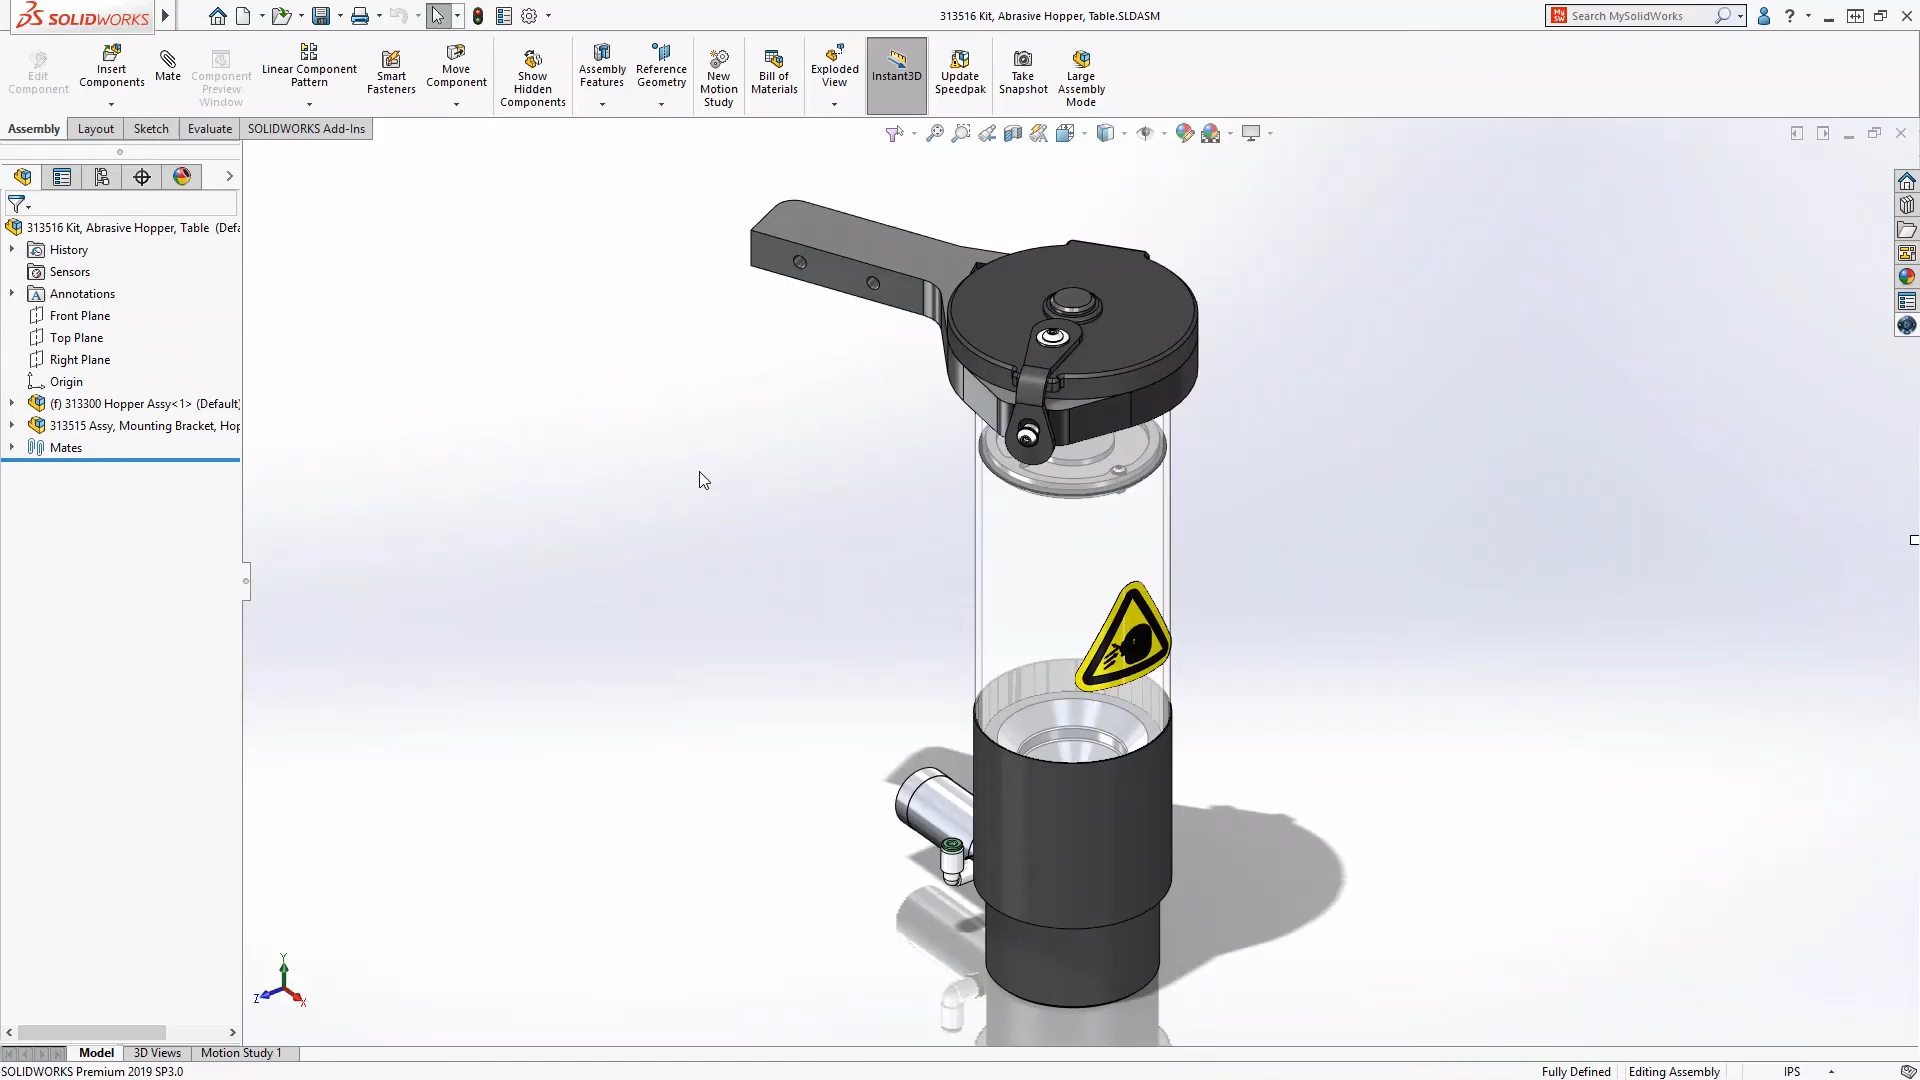 SOLIDWORKS
313516 Kit, Abrasive Hopper, Table.SLDASM
Search MySolidWorks
Edit Component
Insert Components
Mate
Component Preview Window
Linear Component Pattern
Smart Fasteners
Move Component
Show Hidden Components
Assembly Features
Reference Geometry
New Motion Study
Bill of Materials
Exploded View
Instant3D
Update Speedpak
Take Snapshot
Large Assembly Mode
Assembly
Layout
Sketch
Evaluate
SOLIDWORKS Add-Ins
313516 Kit, Abrasive Hopper, Table (Defa
History
Sensors
Annotations
Front Plane
Top Plane
Right Plane
Origin
(f) 313300 Hopper Assy<1> (Default
313515 Assy, Mounting Bracket, Hop
Mates
Y
Z
X
Model
3D Views
Motion Study 1
SOLIDWORKS Premium 2019 SP3.0
Fully Defined
Editing Assembly
IPS